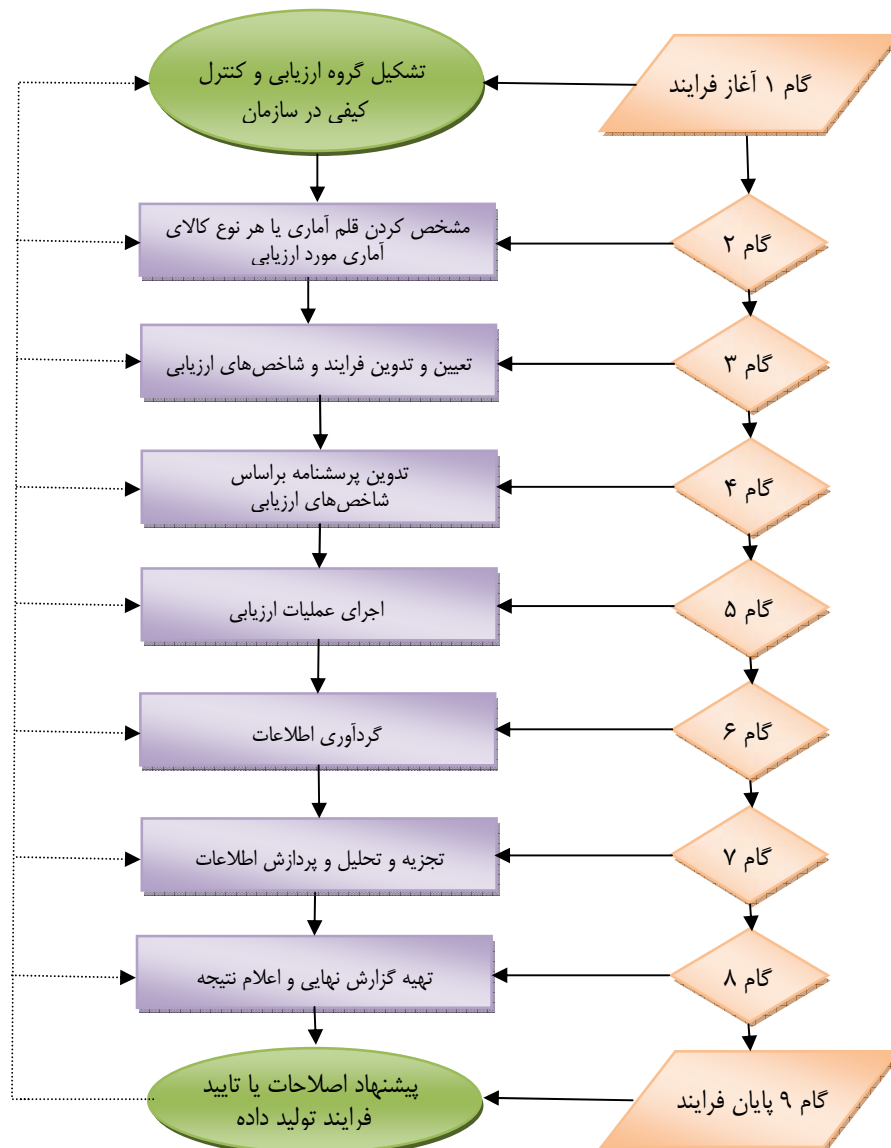 گام ۱ آغاز فرایند
تشکیل گروه ارزیابی و کنترل
کیفی در سازمان
گام ۲
مشخص کردن قلم آماری یا هر نوع کالای
آماری مورد ارزیابی
گام ۳
تعیین و تدوین فرایند و شاخص‌های ارزیابی
گام ۴
تدوین پرسشنامه براساس
شاخص‌های ارزیابی
گام ۵
اجرای عملیات ارزیابی
گام ۶
گردآوری اطلاعات
گام ۷
تجزیه و تحلیل و پردازش اطلاعات
گام ۸
تهیه گزارش نهایی و اعلام نتیجه
گام ۹ پایان فرایند
پیشنهاد اصلاحات یا تایید
فرایند تولید داده